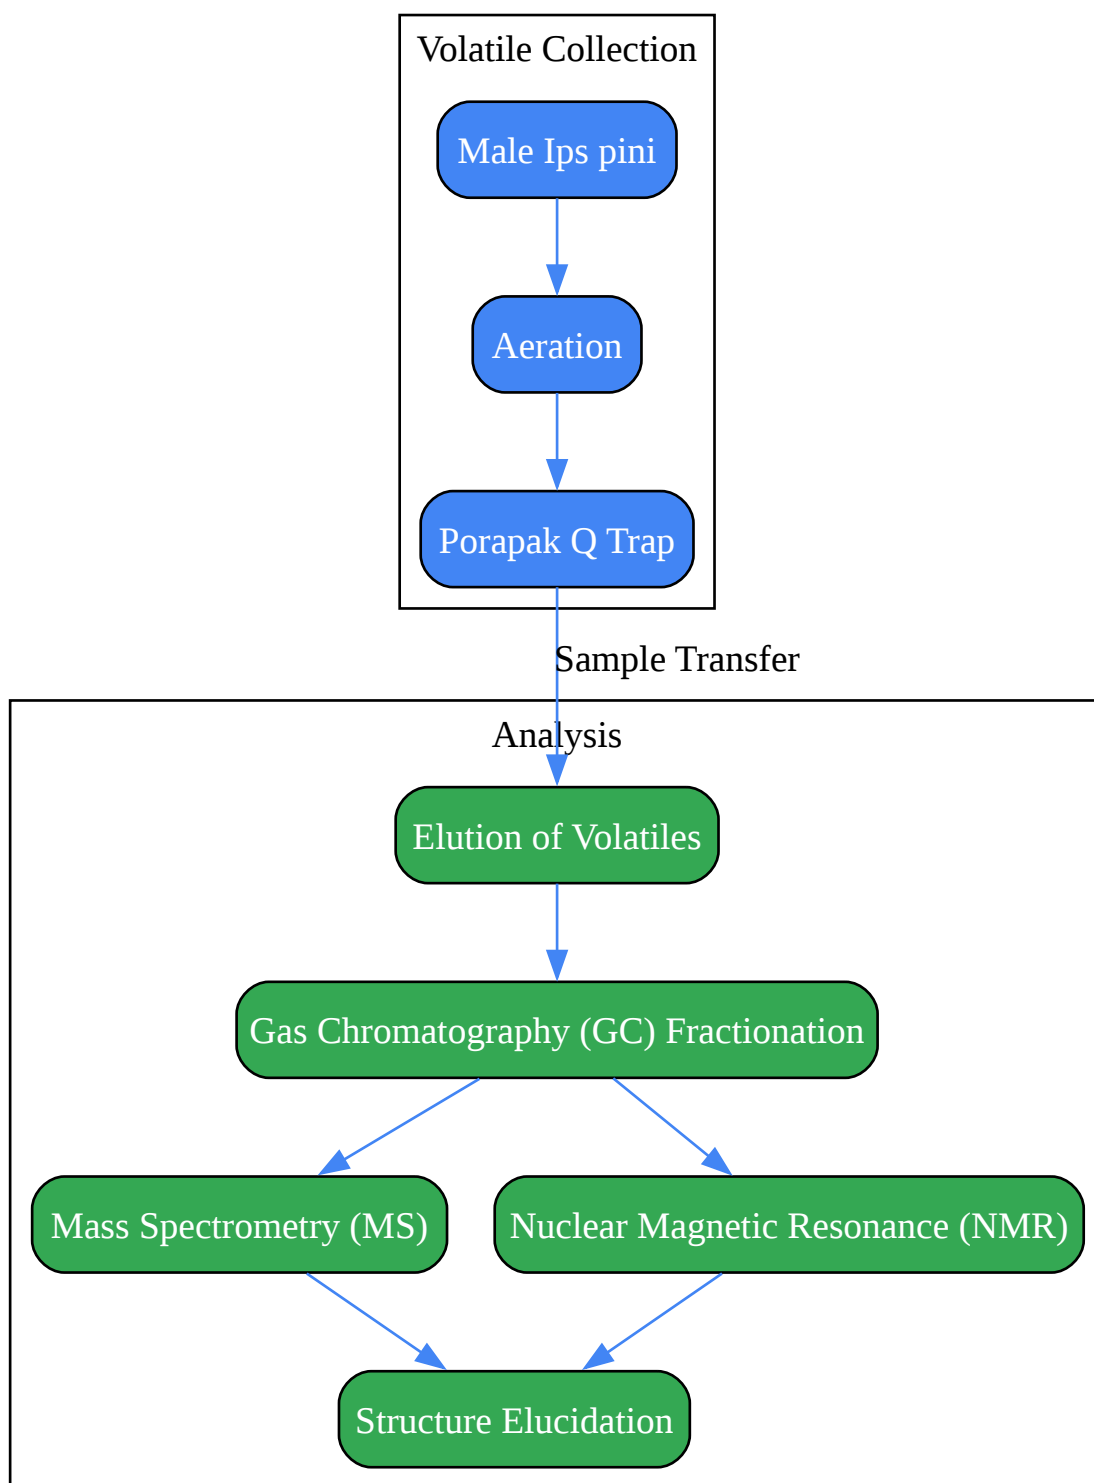 Volatile Collection
Male Ips pini
Aeration
Porapak Q Trap
Sample Transfer
Analysis
Elution of Volatiles
Gas Chromatography (GC) Fractionation
Mass Spectrometry (MS)
Nuclear Magnetic Resonance (NMR)
Structure Elucidation